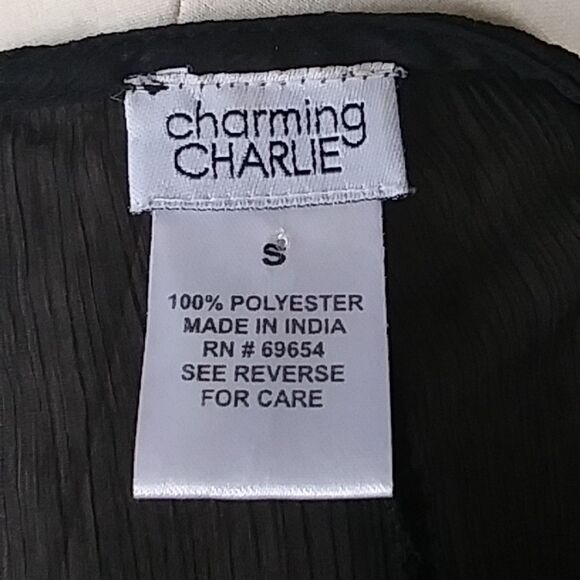 charming
CHARLIE
S
100% POLYESTER
MADE IN INDIA
RN # 69654
SEE REVERSE
FOR CARE